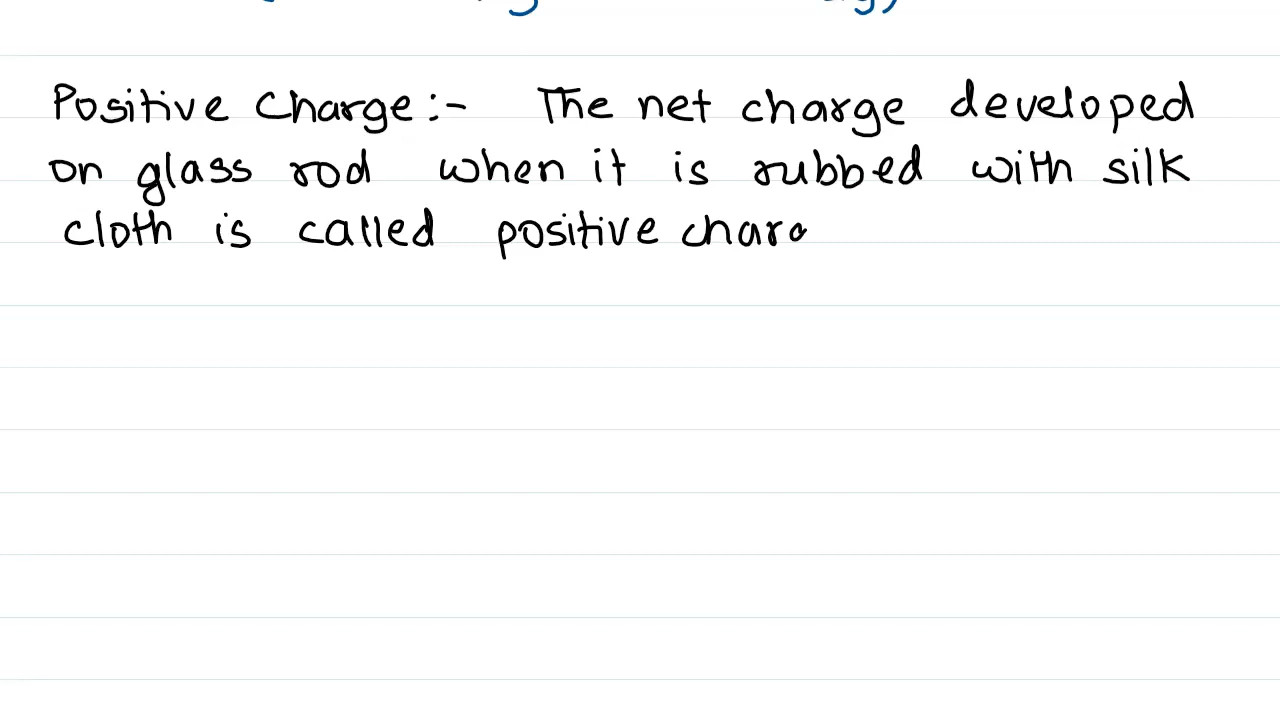 Positive Charge:- The net charge developed
on glass rod when it is rubbed with silk
cloth is called positive